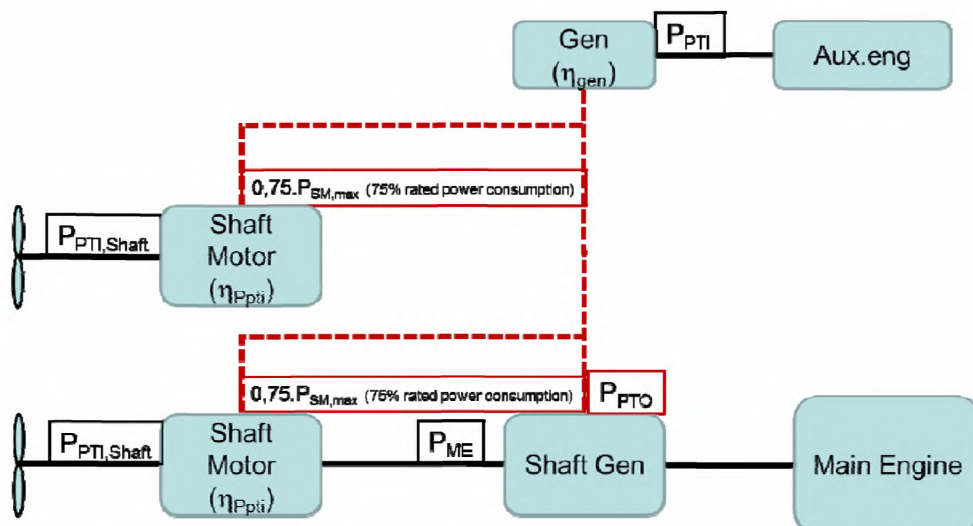 Gen
(ηgen)
PPTI
Aux.eng
0,75.PSM,max (75% rated power consumption)
PPTI,Shaft
Shaft
Motor
(ηPpti)
0,75.PSM,max (75% rated power consumption)
PPTO
PPTI,Shaft
Shaft
Motor
(ηPpti)
PME
Shaft Gen
Main Engine